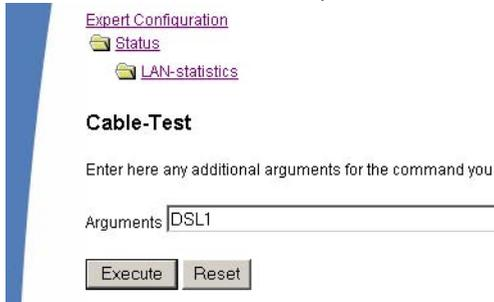 Expert Configuration
Status
LAN-statistics
Cable-Test
Enter here any additional arguments for the command you
Arguments DSL1
Execute Reset